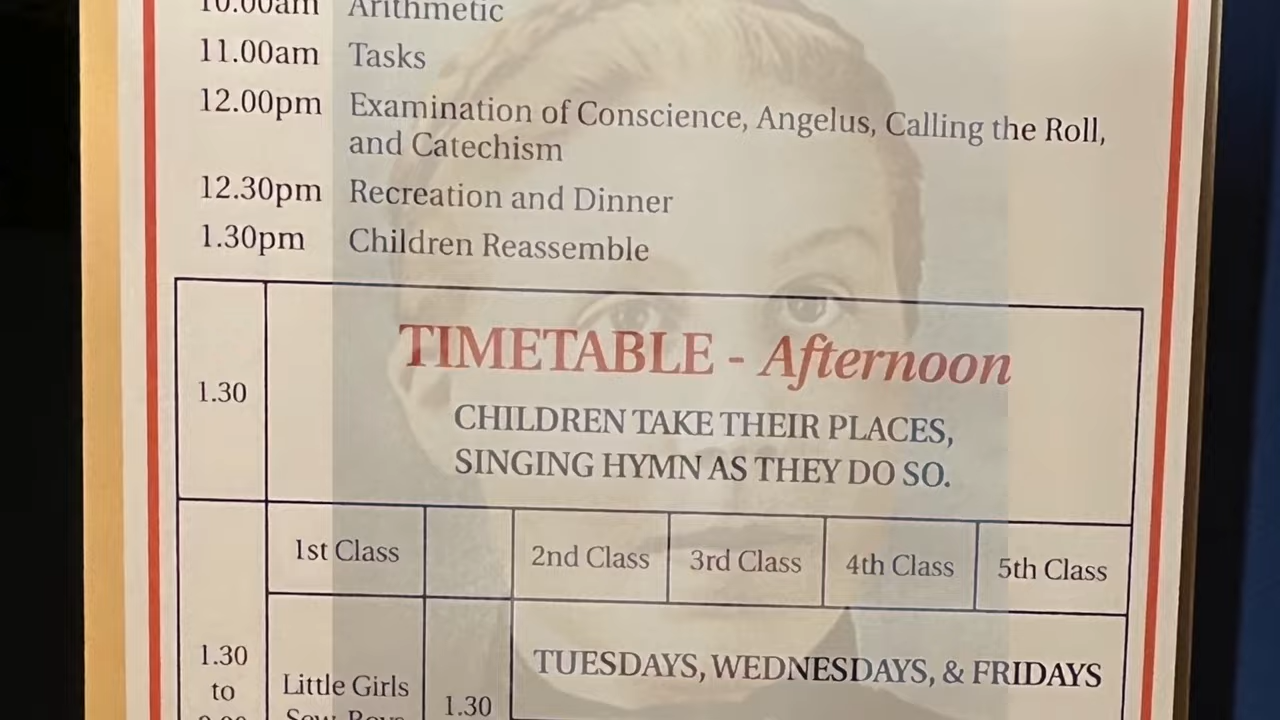 10.00am Arithmetic
11.00am Tasks
12.00pm Examination of Conscience, Angelus, Calling the Roll,
and Catechism
12.30pm Recreation and Dinner
1.30pm Children Reassemble
1.30
TIMETABLE - Afternoon
CHILDREN TAKE THEIR PLACES,
SINGING HYMN AS THEY DO SO.
1st Class 2nd Class 3rd Class 4th Class 5th Class
1.30
to
Little Girls
Sew, Boys
1.30
TUESDAYS, WEDNESDAYS, & FRIDAYS